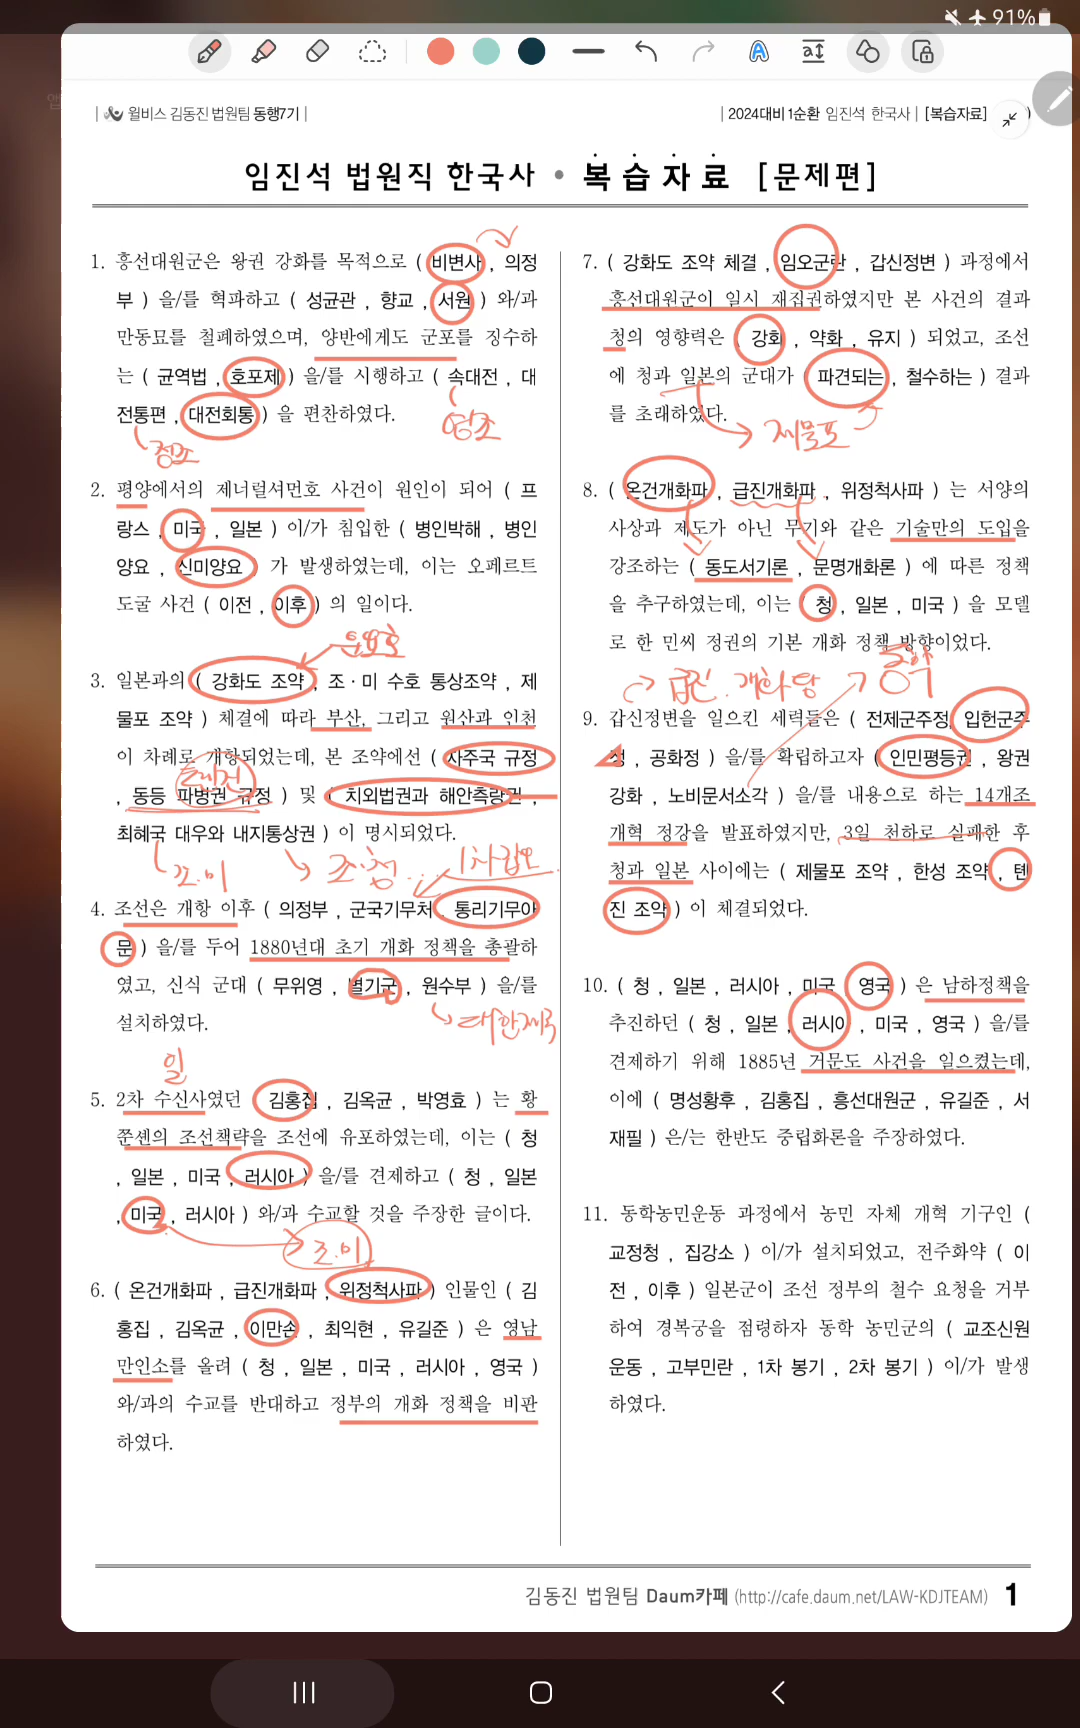 91%
윌비스 김동진 법원팀 동행7기
2024대비 1순환 임진석 한국사 | [복습자료]
임진석 법원직 한국사 • 복습자료 [문제편]
1. 흥선대원군은 왕권 강화를 목적으로 ( 비변사 , 의정
부 ) 을/를 혁파하고 ( 성균관 , 향교 , 서원 ) 와/과
만동묘를 철폐하였으며, 양반에게도 군포를 징수하
는 ( 균역법 , 호포제 ) 을/를 시행하고 ( 속대전 , 대
전통편 , 대전회통 ) 을 편찬하였다.
영조
정조
2. 평양에서의 제너럴셔먼호 사건이 원인이 되어 ( 프
랑스 , 미국 , 일본 ) 이/가 침입한 ( 병인박해 , 병인
양요 , 신미양요 ) 가 발생하였는데, 이는 오페르트
도굴 사건 ( 이전 , 이후 ) 의 일이다.
운요호
3. 일본과의 ( 강화도 조약 , 조·미 수호 통상조약 , 제
물포 조약 ) 체결에 따라 부산, 그리고 원산과 인천
이 차례로 개항되었는데, 본 조약에선 ( 자주국 규정
톈진
, 동등 파병권 규정 ) 및 ( 치외법권과 해안측량권 ,
최혜국 대우와 내지통상권 ) 이 명시되었다.
조.미
조.청
1차갑오
4. 조선은 개항 이후 ( 의정부 , 군국기무처 , 통리기무아
문 ) 을/를 두어 1880년대 초기 개화 정책을 총괄하
였고, 신식 군대 ( 무위영 , 별기군 , 원수부 ) 을/를
설치하였다.
대한제국
일
5. 2차 수신사였던 ( 김홍집 , 김옥균 , 박영효 ) 는 황
쭌셴의 조선책략을 조선에 유포하였는데, 이는 ( 청
, 일본 , 미국 , 러시아 ) 을/를 견제하고 ( 청 , 일본
, 미국 , 러시아 ) 와/과 수교할 것을 주장한 글이다.
조.미
6. ( 온건개화파 , 급진개화파 , 위정척사파 ) 인물인 ( 김
홍집 , 김옥균 , 이만손 , 최익현 , 유길준 ) 은 영남
만인소를 올려 ( 청 , 일본 , 미국 , 러시아 , 영국 )
와/과의 수교를 반대하고 정부의 개화 정책을 비판
하였다.
7. ( 강화도 조약 체결 , 임오군란 , 갑신정변 ) 과정에서
흥선대원군이 일시 재집권하였지만 본 사건의 결과
청의 영향력은 ( 강화 , 약화 , 유지 ) 되었고, 조선
에 청과 일본의 군대가 ( 파견되는 , 철수하는 ) 결과
를 초래하였다.
제물포
8. ( 온건개화파 , 급진개화파 , 위정척사파 ) 는 서양의
사상과 제도가 아닌 무기와 같은 기술만의 도입을
강조하는 ( 동도서기론 , 문명개화론 ) 에 따른 정책
을 추구하였는데, 이는 ( 청 , 일본 , 미국 ) 을 모델
로 한 민씨 정권의 기본 개화 정책 방향이었다.
급진.개화당
동학
9. 갑신정변을 일으킨 세력들은 ( 전제군주정 , 입헌군주
정 , 공화정 ) 을/를 확립하고자 ( 인민평등권 , 왕권
강화 , 노비문서소각 ) 을/를 내용으로 하는 14개조
개혁 정강을 발표하였지만, 3일 천하로 실패한 후
청과 일본 사이에는 ( 제물포 조약 , 한성 조약 , 톈
진 조약 ) 이 체결되었다.
10. ( 청 , 일본 , 러시아 , 미국 , 영국 ) 은 남하정책을
추진하던 ( 청 , 일본 , 러시아 , 미국 , 영국 ) 을/를
견제하기 위해 1885년 거문도 사건을 일으켰는데,
이에 ( 명성황후 , 김홍집 , 흥선대원군 , 유길준 , 서
재필 ) 은/는 한반도 중립화론을 주장하였다.
11. 동학농민운동 과정에서 농민 자체 개혁 기구인 (
교정청 , 집강소 ) 이/가 설치되었고, 전주화약 ( 이
전 , 이후 ) 일본군이 조선 정부의 철수 요청을 거부
하여 경복궁을 점령하자 동학 농민군의 ( 교조신원
운동 , 고부민란 , 1차 봉기 , 2차 봉기 ) 이/가 발생
하였다.
김동진 법원팀 Daum카페 (http://cafe.daum.net/LAW-KDJTEAM) 1